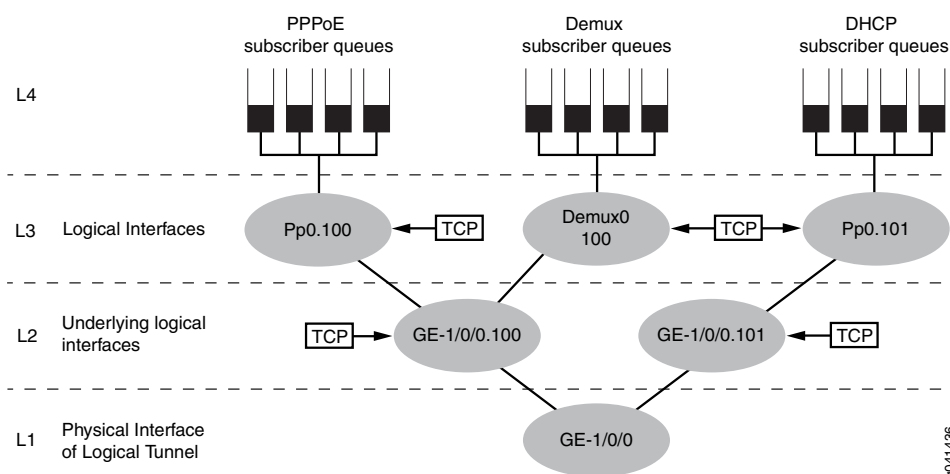 PPPoE
subscriber queues
Demux
subscriber queues
DHCP
subscriber queues
L4
L3 Logical Interfaces
Pp0.100
TCP
Demux0
100
TCP
Pp0.101
L2 Underlying logical
interfaces
TCP
GE-1/0/0.100
GE-1/0/0.101
TCP
L1 Physical Interface
of Logical Tunnel
GE-1/0/0